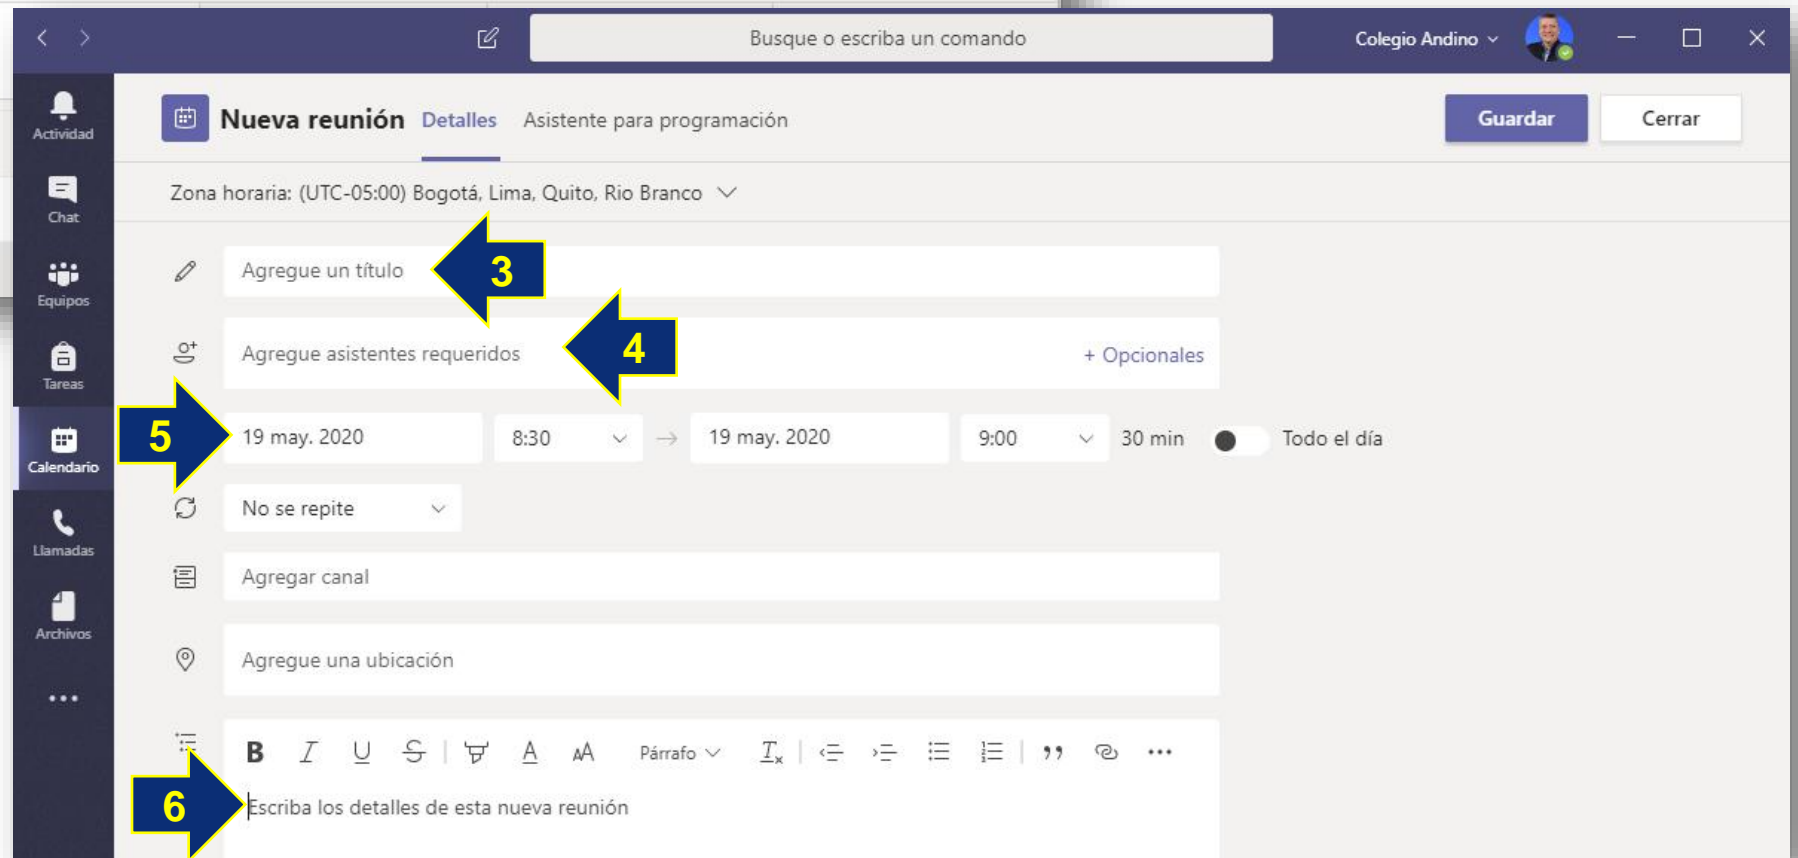 Busque o escriba un comando
Colegio Andino
Actividad
Nueva reunión Detalles Asistente para programación
Guardar Cerrar
Zona horaria: (UTC-05:00) Bogotá, Lima, Quito, Rio Branco
Chat
Equipos
Agregue un título 3
Agregue asistentes requeridos 4 + Opcionales
Tareas
5 19 may. 2020 8:30 → 19 may. 2020 9:00 30 min Todo el día
Calendario
No se repite
Llamadas
Agregar canal
Archivos
Agregue una ubicación
B I U S A AA Párrafo Ix
6 Escriba los detalles de esta nueva reunión